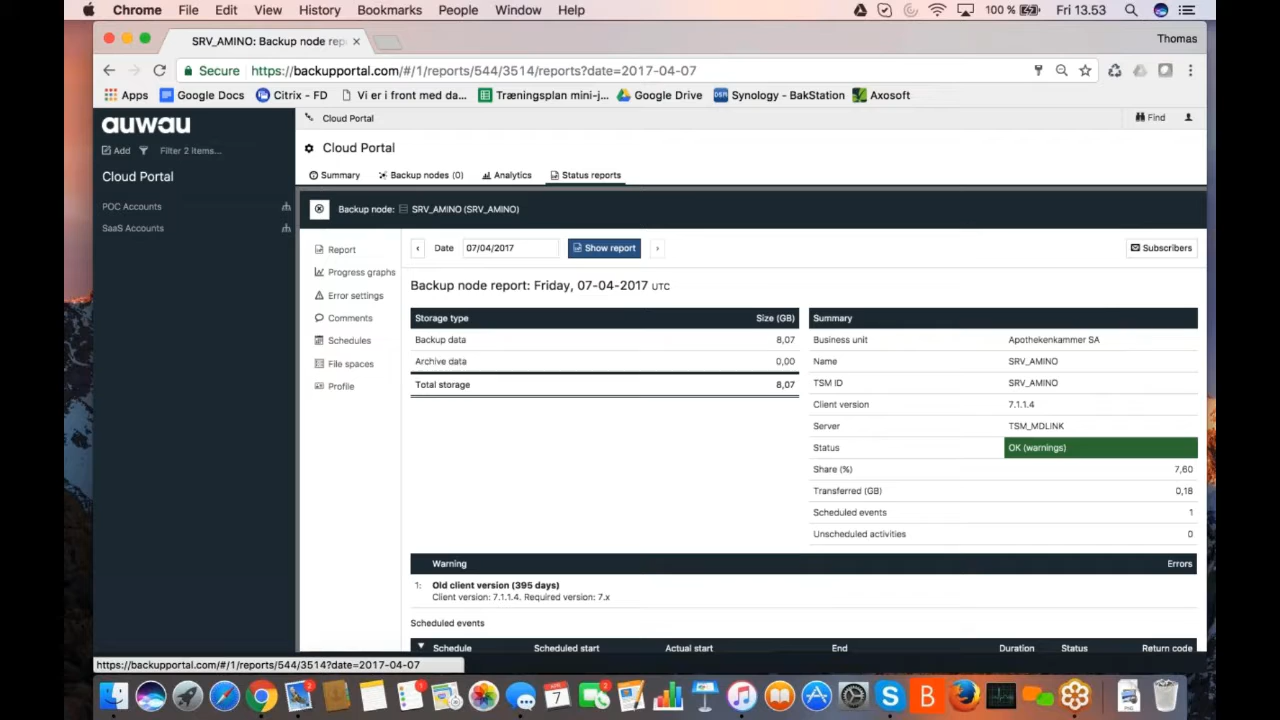 Chrome File Edit View History Bookmarks People Window Help 100 % Fri 13.53
SRV_AMINO: Backup node rep Thomas
Secure https://backupportal.com/#/1/reports/544/3514/reports?date=2017-04-07
Apps Google Docs Citrix - FD Vi er i front med da... Træningsplan mini-j... Google Drive Synology - BakStation Axosoft
auwau Cloud Portal Find
Add Filter 2 items... Cloud Portal
Cloud Portal Summary Backup nodes (0) Analytics Status reports
POC Accounts Backup node: SRV_AMINO (SRV_AMINO)
SaaS Accounts
Report ‹ Date 07/04/2017 Show report › Subscribers
Progress graphs
Error settings
Comments
Schedules
File spaces
Profile
Backup node report: Friday, 07-04-2017 UTC
Storage type Size (GB)
Backup data 8,07
Archive data 0,00
Total storage 8,07
Summary
Business unit Apothekenkammer SA
Name SRV_AMINO
TSM ID SRV_AMINO
Client version 7.1.1.4
Server TSM_MDLINK
Status OK (warnings)
Share (%) 7,60
Transferred (GB) 0,18
Scheduled events 1
Unscheduled activities 0
Warning Errors
1: Old client version (395 days)
Client version: 7.1.1.4. Required version: 7.x
Scheduled events
Schedule Scheduled start Actual start End Duration Status Return code
https://backupportal.com/#/1/reports/544/3514/reports?date=2017-04-07